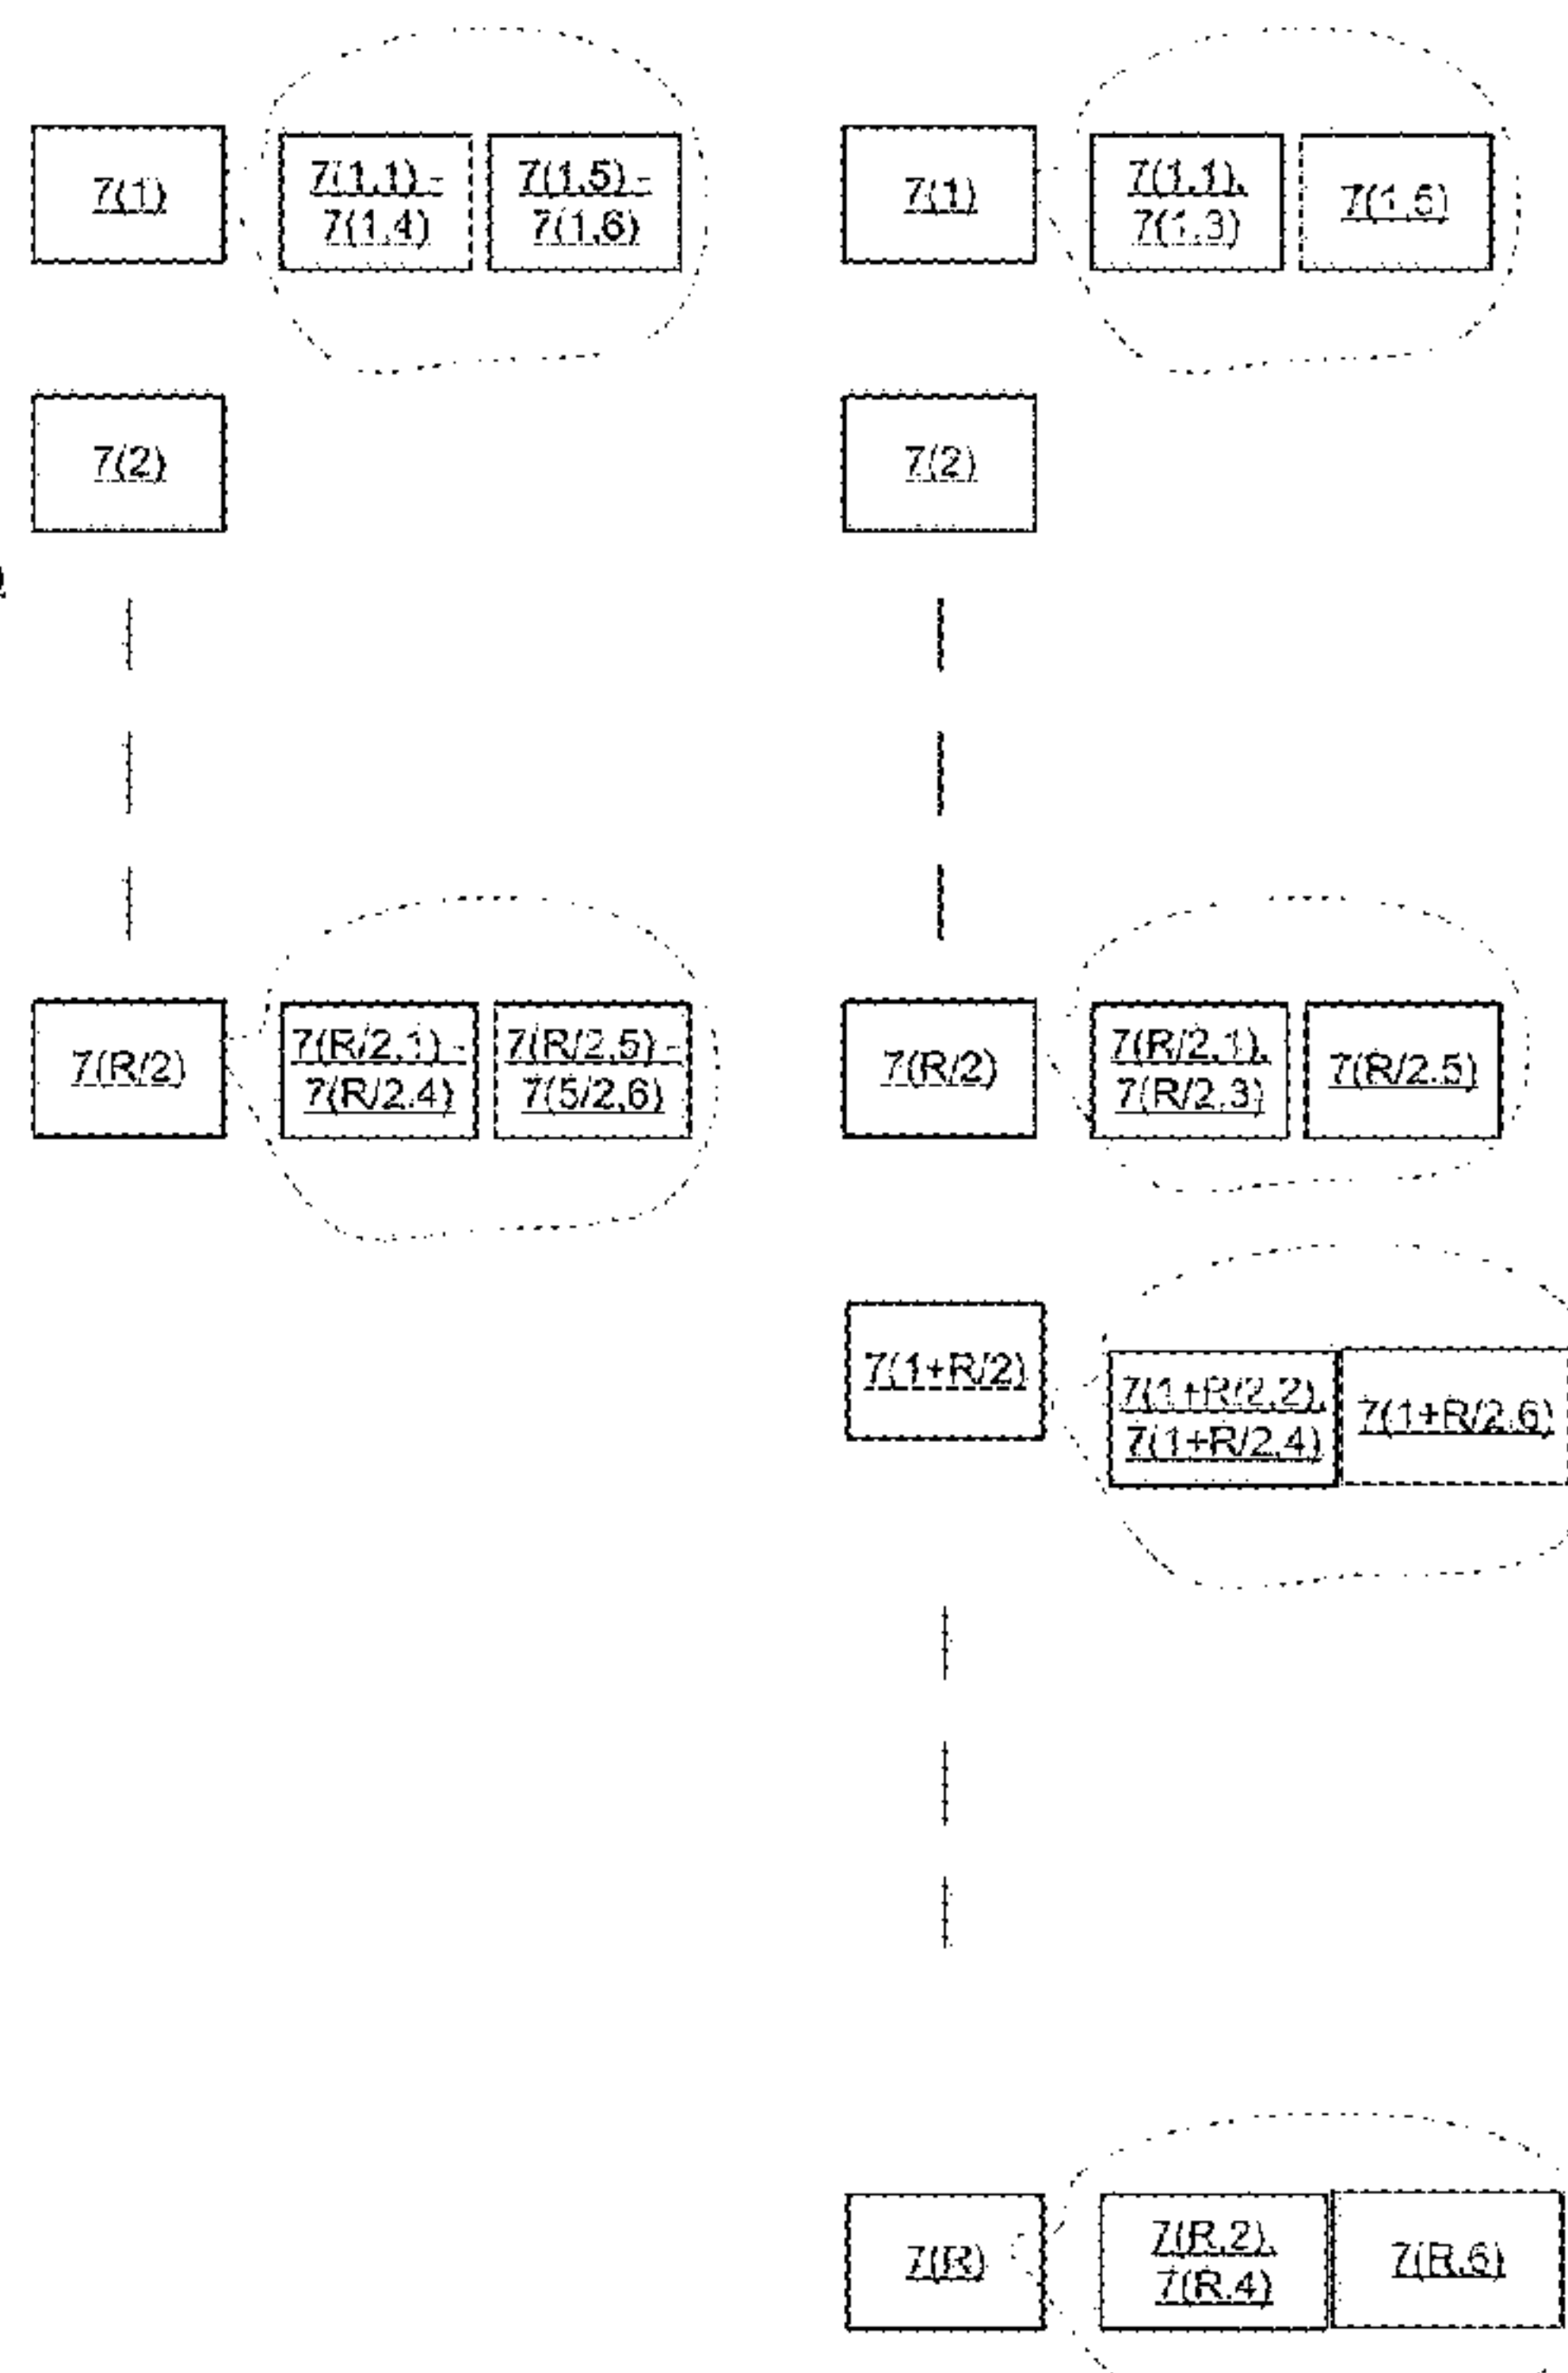 7(1)
7(1,1) -
7(1,4)
7(1,5) -
7(1,6)
7(2)
7(R/2)
7(R/2,1) -
7(R/2,4)
7(R/2,5) -
7(5/2,6)
7(1)
7(1,1),
7(1,3)
7(1,5)
7(2)
7(R/2)
7(R/2,1),
7(R/2,3)
7(R/2,5)
7(1+R/2)
7(1+R/2,2),
7(1+R/2,4)
7(1+R/2,6)
7(R)
7(R,2),
7(R,4)
7(R,6)